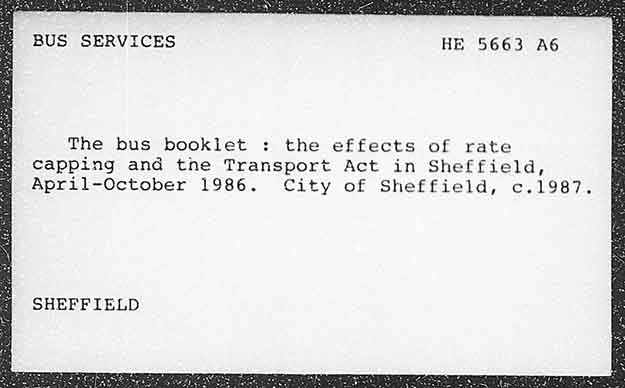 BUS SERVICES HE 5663 A6
The bus booklet : the effects of rate
capping and the Transport Act in Sheffield,
April-October 1986. City of Sheffield, c.1987.
SHEFFIELD